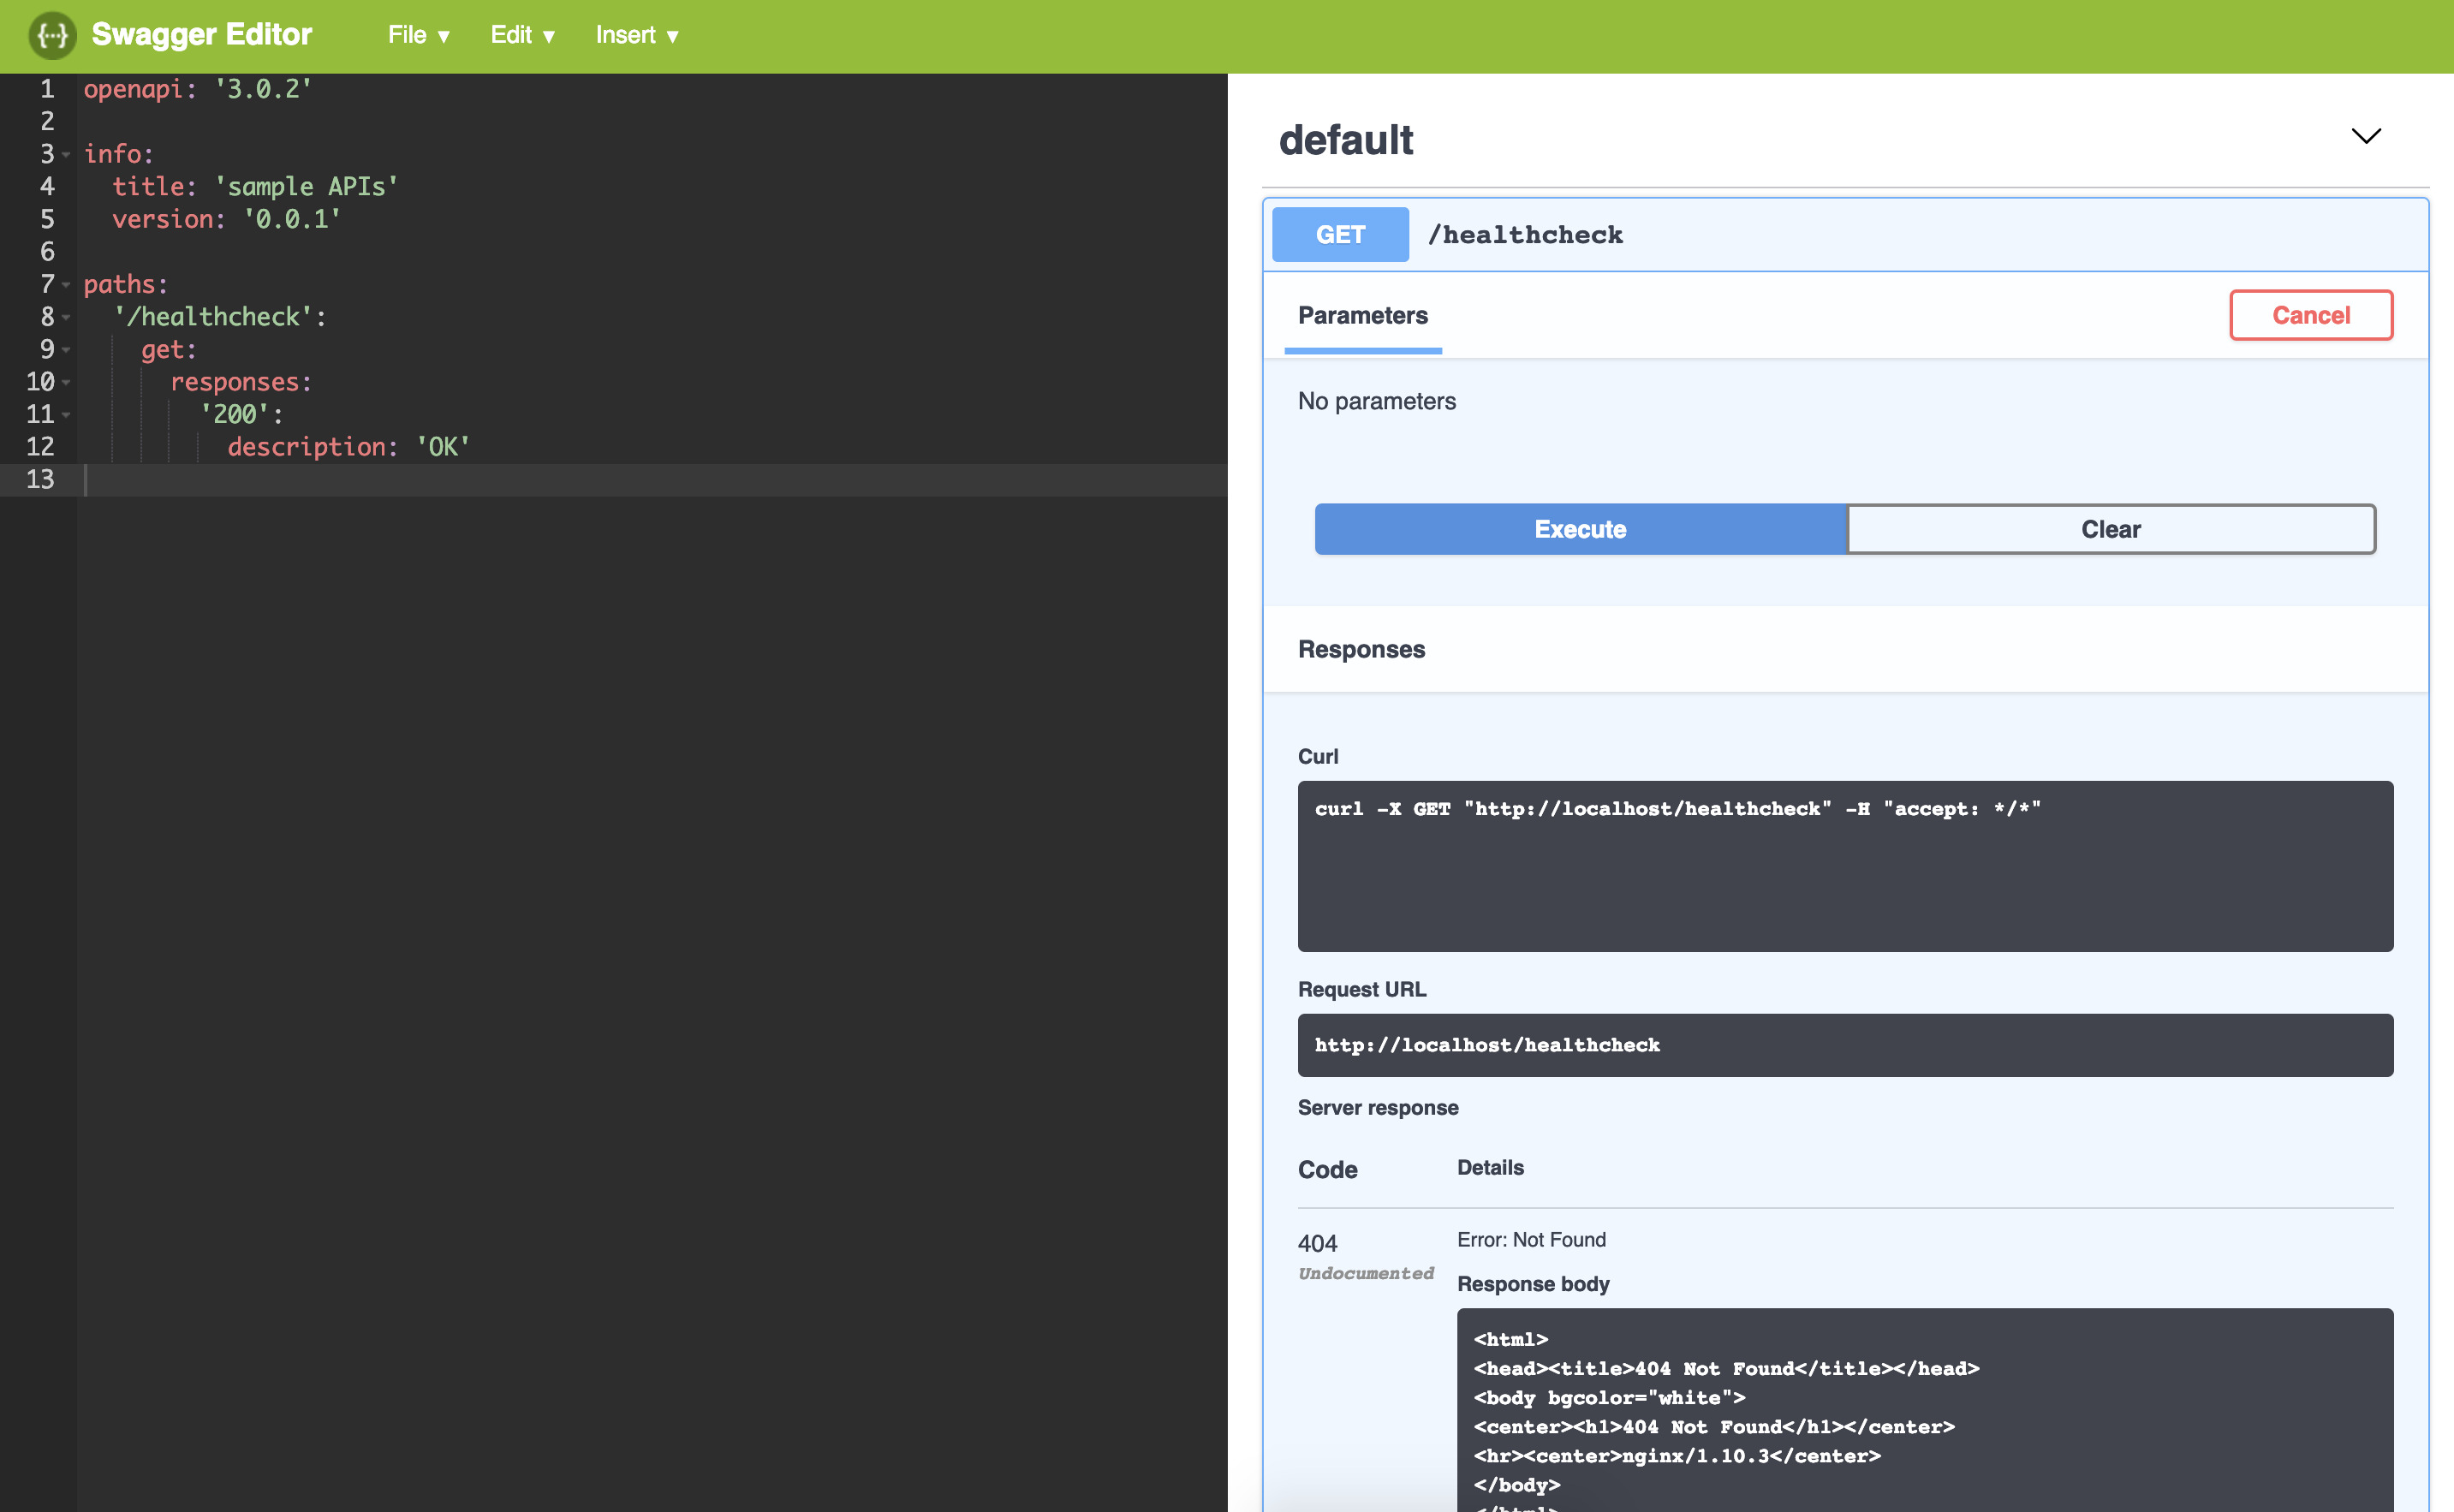 {···} Swagger Editor File ▼ Edit ▼ Insert ▼
1 openapi: '3.0.2'
2
3 info:
4   title: 'sample APIs'
5   version: '0.0.1'
6
7 paths:
8   '/healthcheck':
9     get:
10       responses:
11         '200':
12           description: 'OK'
13
default
GET /healthcheck
Parameters
Cancel
No parameters
Execute
Clear
Responses
Curl
curl -X GET "http://localhost/healthcheck" -H "accept: */*"
Request URL
http://localhost/healthcheck
Server response
Code Details
404
Undocumented
Error: Not Found
Response body
<html>
<head><title>404 Not Found</title></head>
<body bgcolor="white">
<center><h1>404 Not Found</h1></center>
<hr><center>nginx/1.10.3</center>
</body>